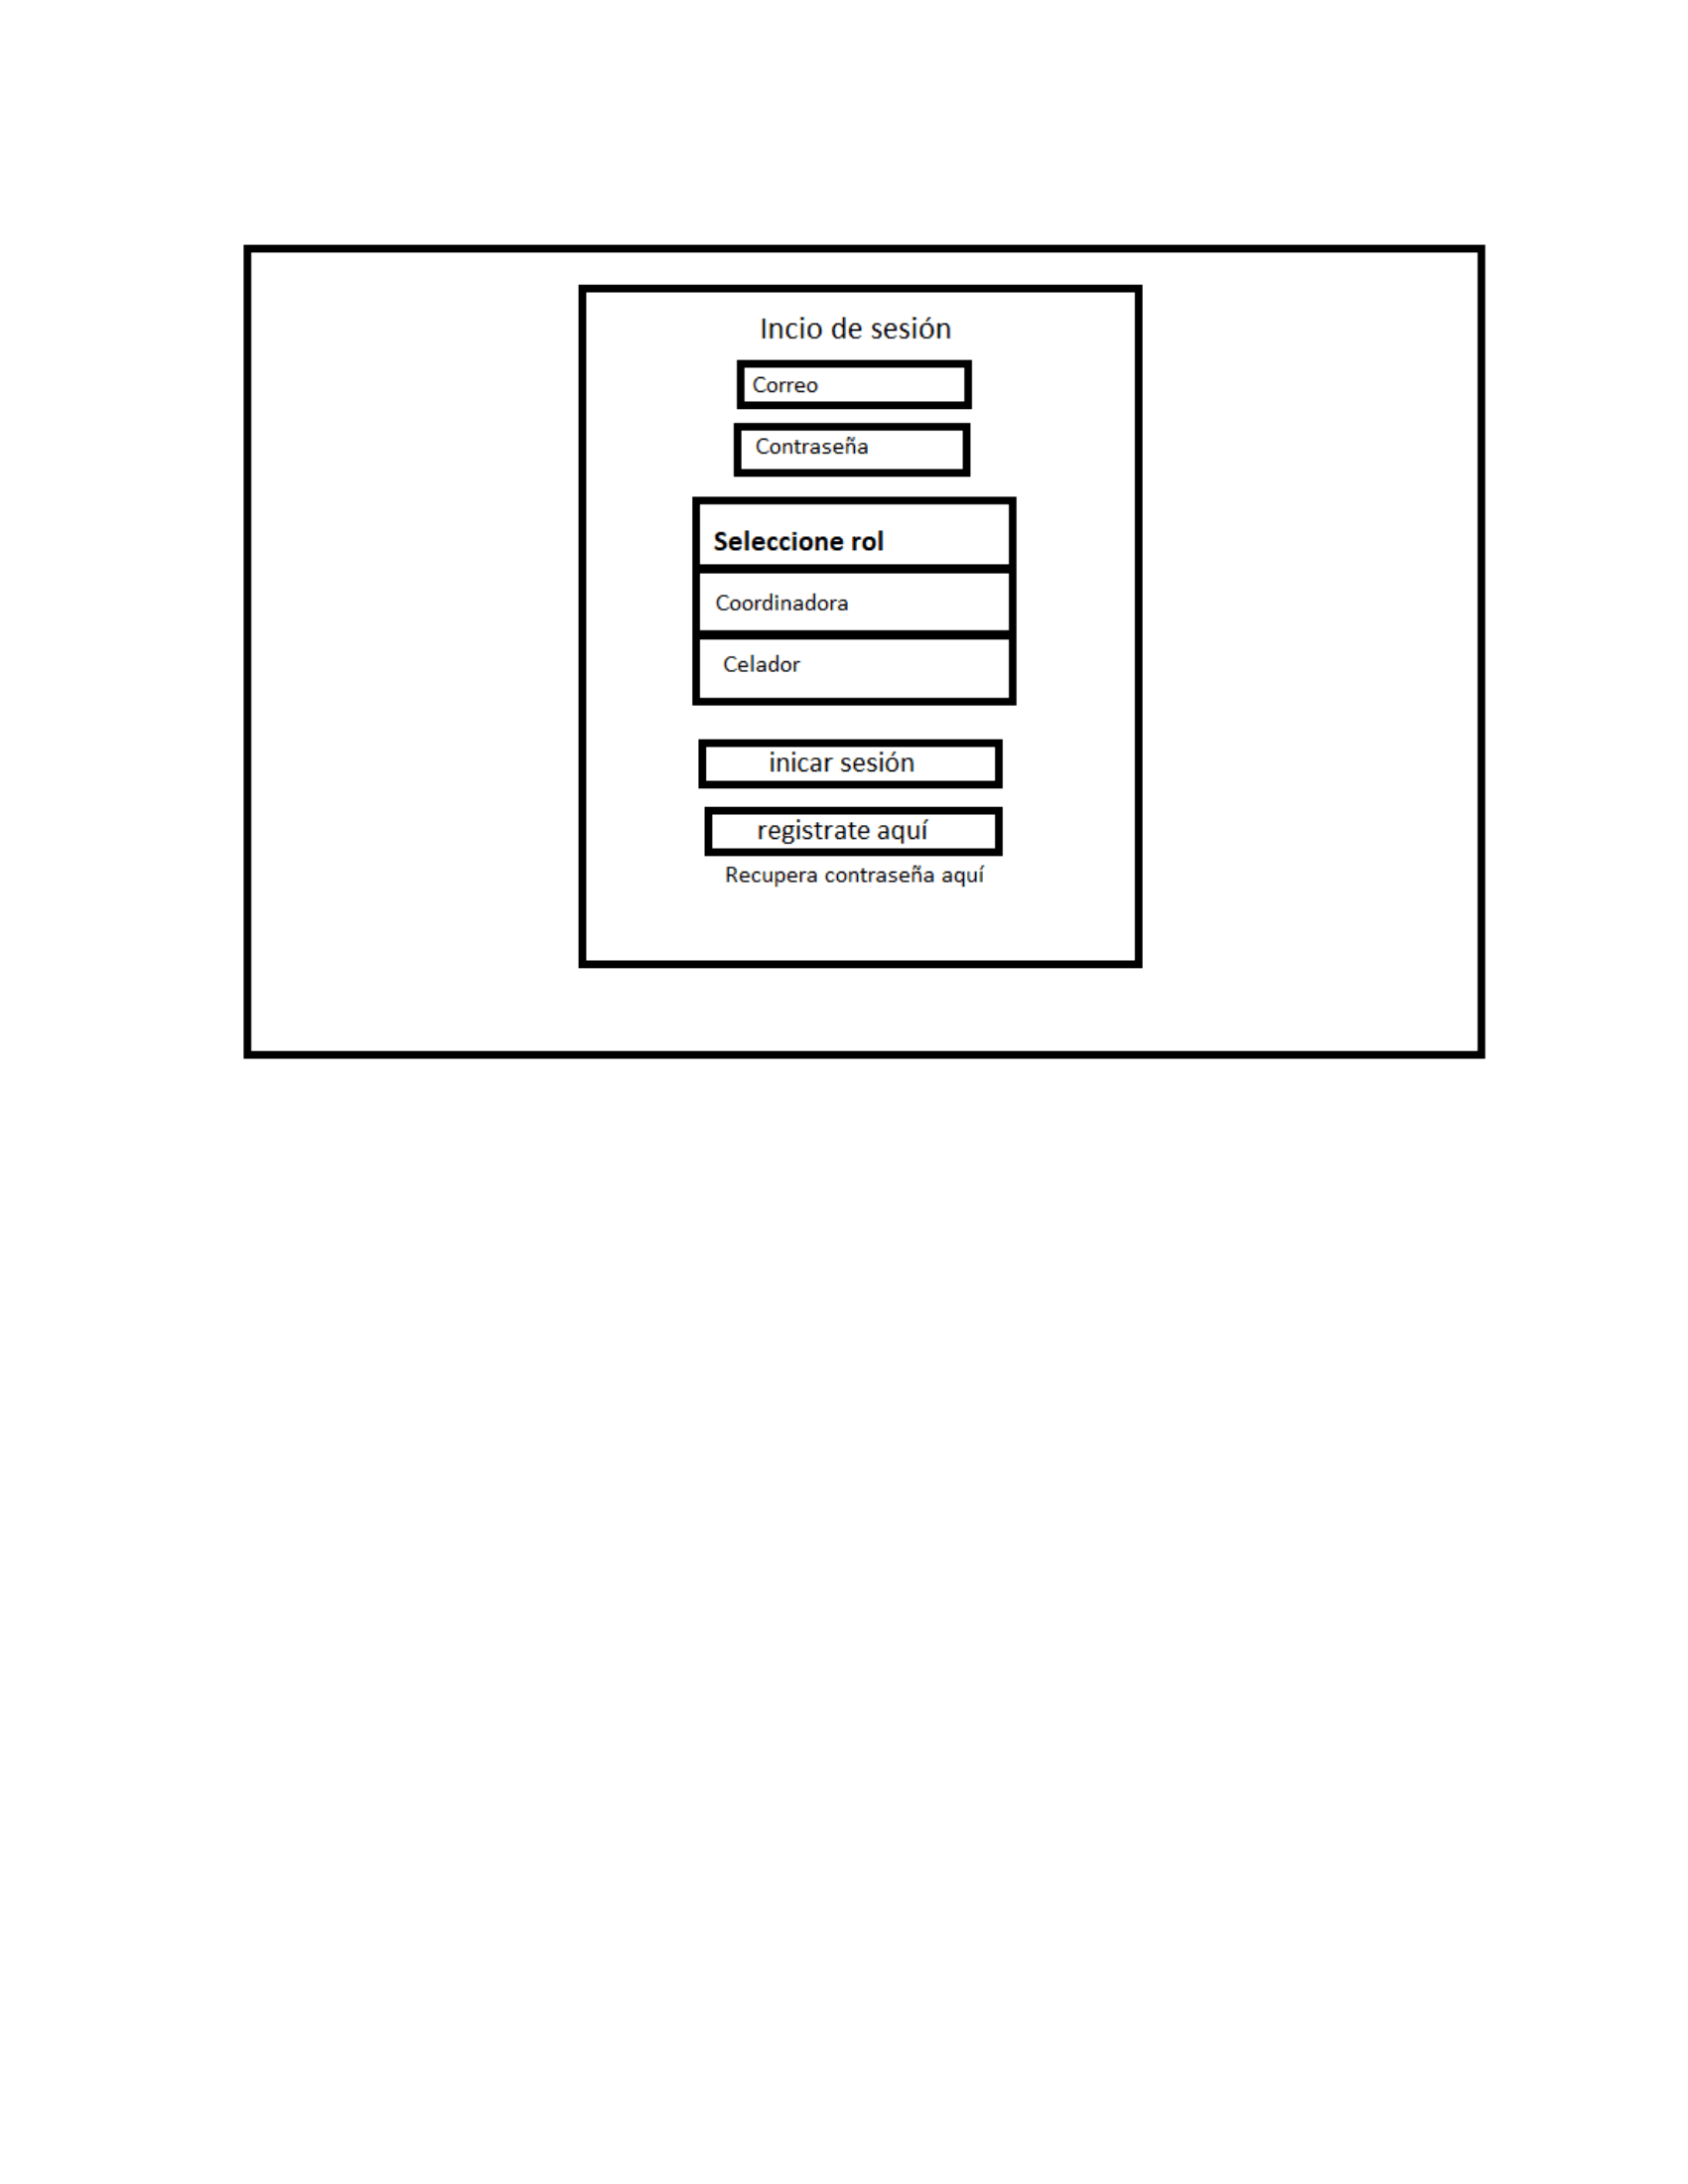 Incio de sesión
Correo
Contraseña
Seleccione rol
Coordinadora
Celador
inicar sesión
registrate aquí
Recupera contraseña aquí